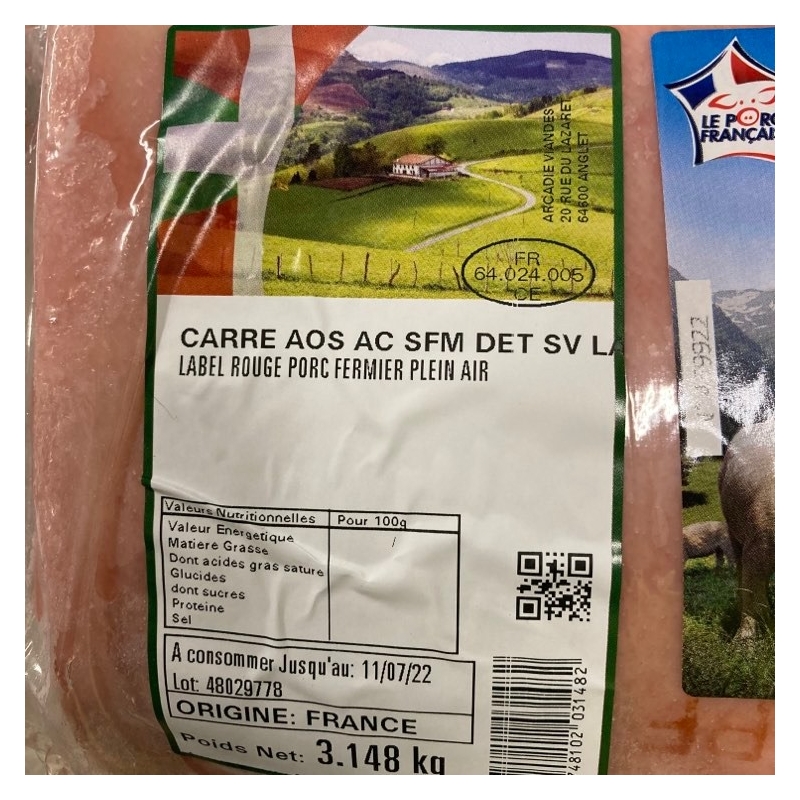 LE PORC
FRANÇAIS
ARCADIE VIANDES
20 RUE DU LAZARET
64600 ANGLET
FR
64.024.005
CE
CARRE AOS AC SFM DET SV LA
LABEL ROUGE PORC FERMIER PLEIN AIR
9922
Valeurs Nutritionnelles Pour 100g
Valeur Energetique /
Matiere Grasse
Dont acides gras sature
Glucides
dont sucres
Proteine
Sel
A consommer Jusqu'au: 11/07/22
Lot: 48029778
ORIGINE: FRANCE
Poids Net: 3.148 kg
748102 031482